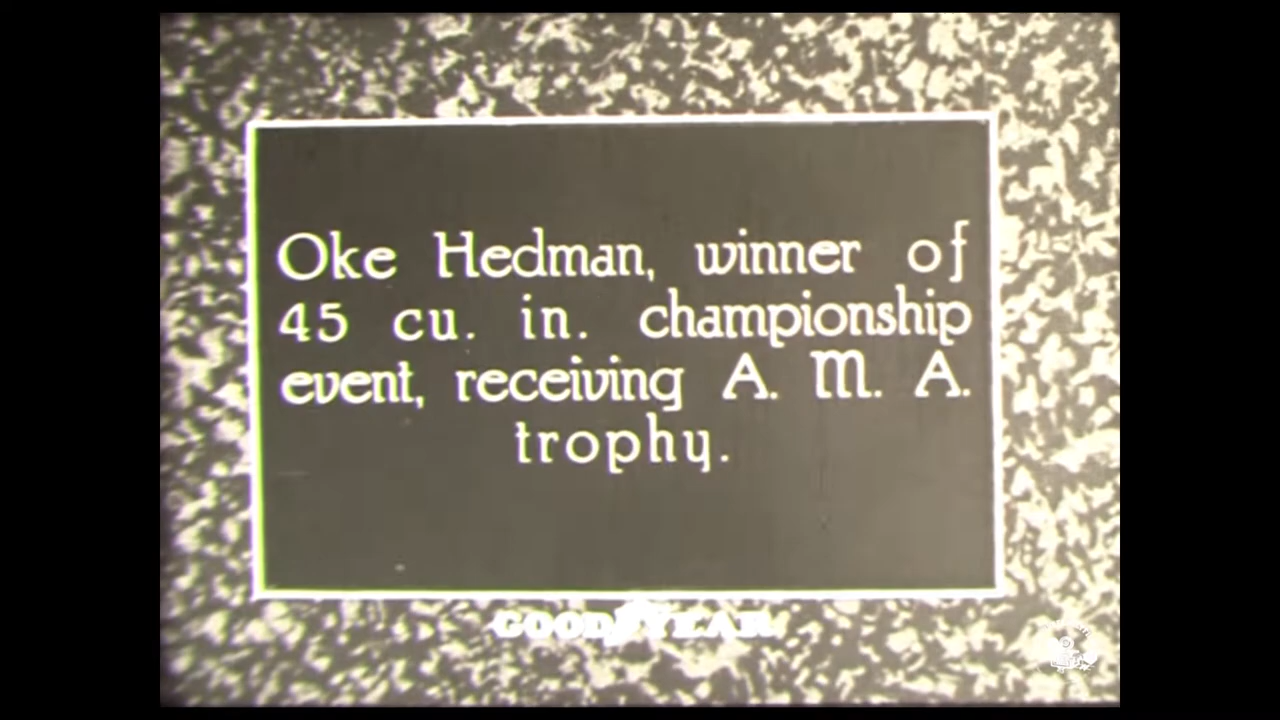 Oke Hedman, winner of
45 cu. in. championship
event, receiving A. M. A.
trophy.
GOODYEAR